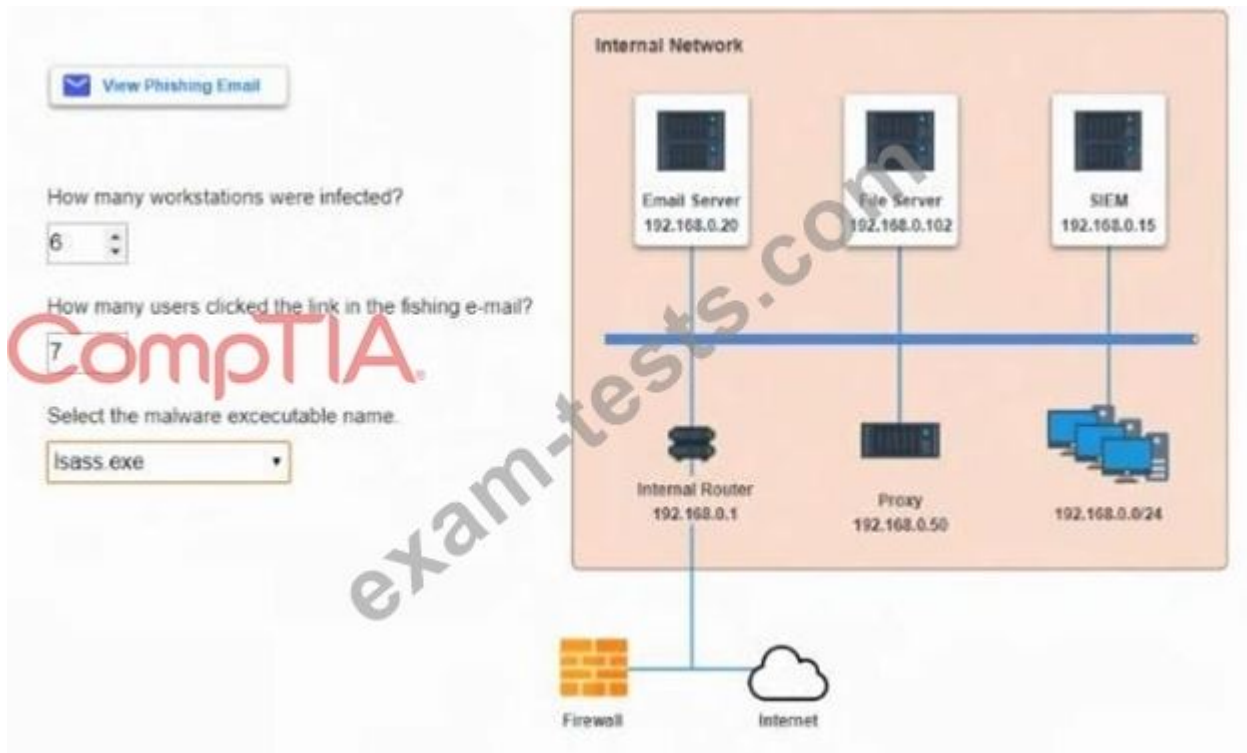 View Phishing Email
How many workstations were infected?
6
How many users clicked the link in the fishing e-mail?
7
CompTIA.
Select the malware excecutable name.
lsass.exe
Internal Network
Email Server
192.168.0.20
File Server
192.168.0.102
SIEM
192.168.0.15
Internal Router
192.168.0.1
Proxy
192.168.0.50
192.168.0.0/24
Firewall
Internet
exam-tests.com